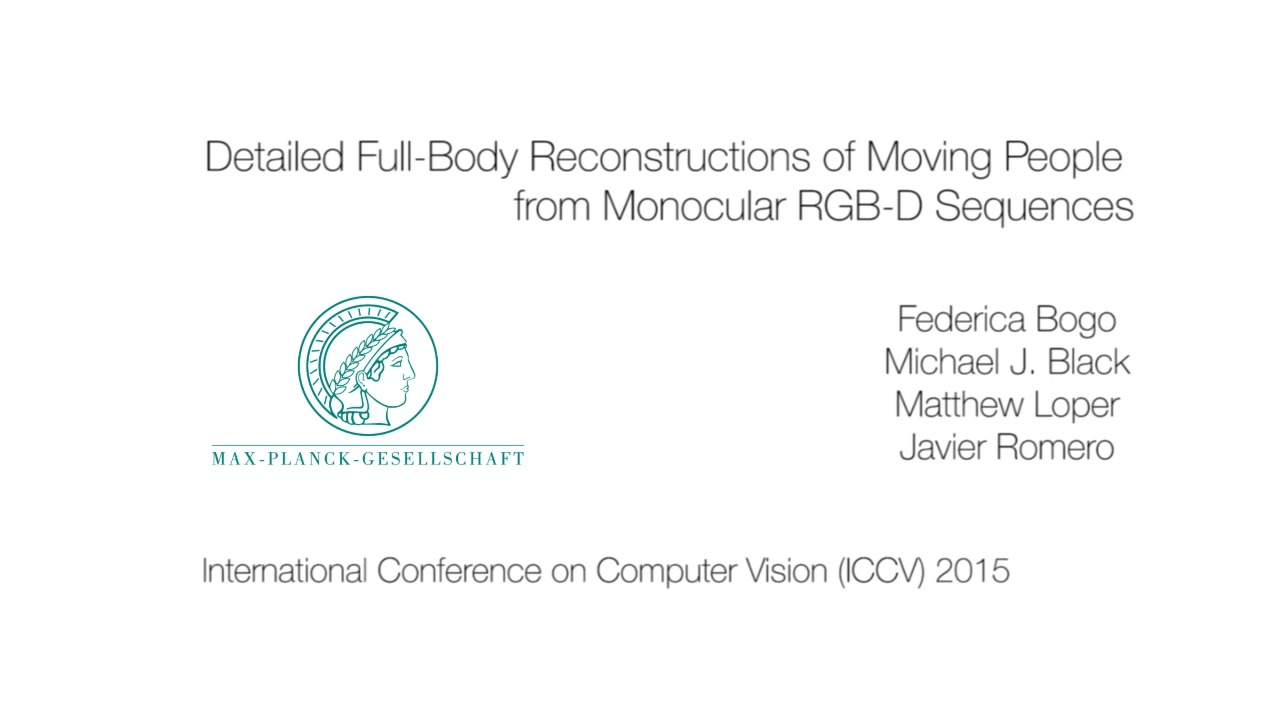 Detailed Full-Body Reconstructions of Moving People
from Monocular RGB-D Sequences
Federica Bogo
Michael J. Black
Matthew Loper
Javier Romero
MAX-PLANCK-GESELLSCHAFT
International Conference on Computer Vision (ICCV) 2015